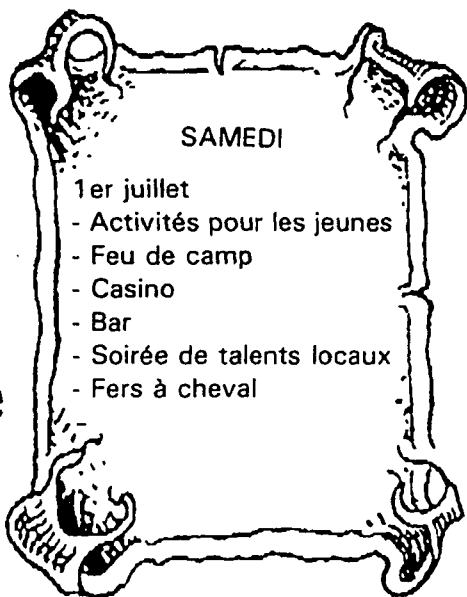 SAMEDI
1er juillet
- Activités pour les jeunes
- Feu de camp
- Casino
- Bar
- Soirée de talents locaux
- Fers à cheval